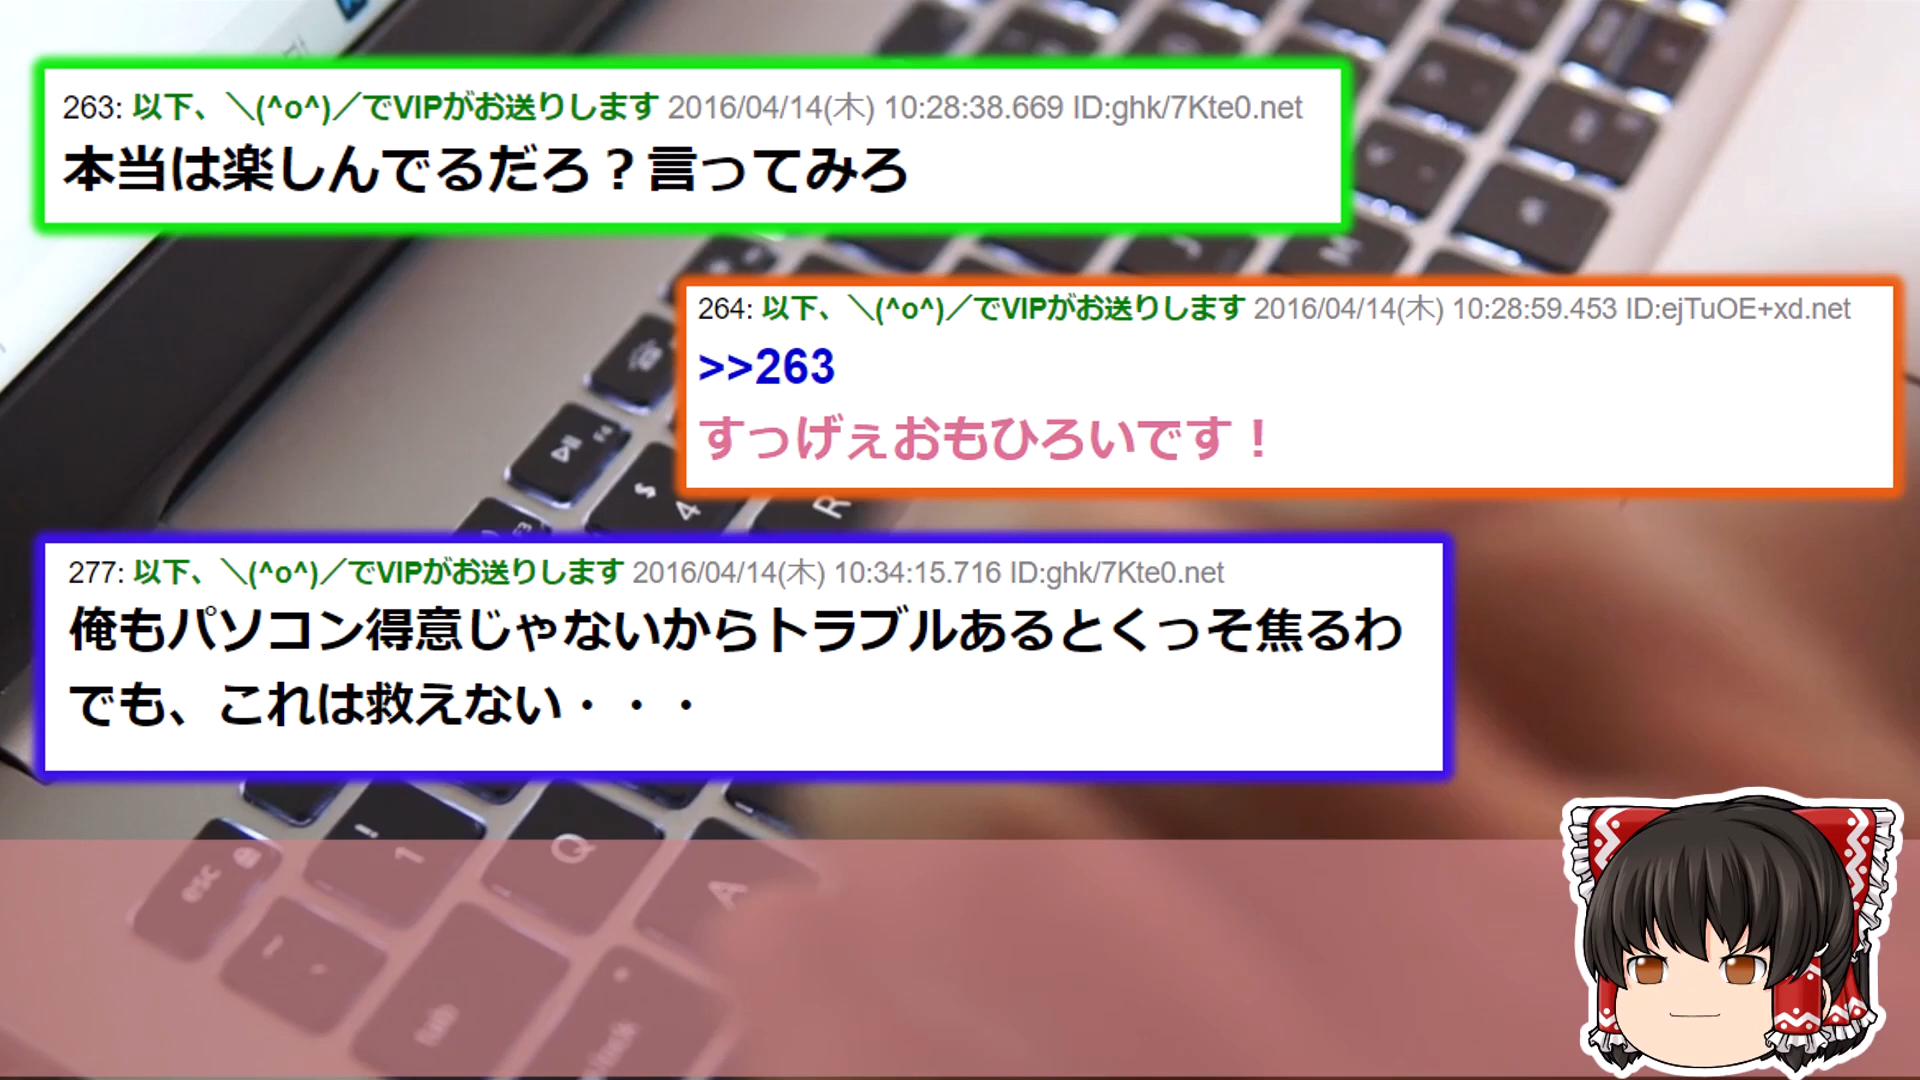 263: 以下、＼(^o^)／でVIPがお送りします 2016/04/14(木) 10:28:38.669 ID:ghk/7Kte0.net
本当は楽しんでるだろ？言ってみろ
264: 以下、＼(^o^)／でVIPがお送りします 2016/04/14(木) 10:28:59.453 ID:ejTuOE+xd.net
>>263
すっげぇおもひろいです！
277: 以下、＼(^o^)／でVIPがお送りします 2016/04/14(木) 10:34:15.716 ID:ghk/7Kte0.net
俺もパソコン得意じゃないからトラブルあるとくっそ焦るわ
でも、これは救えない・・・
J
M
F4
$
4
R
F3
esc
1
Q
A
tab